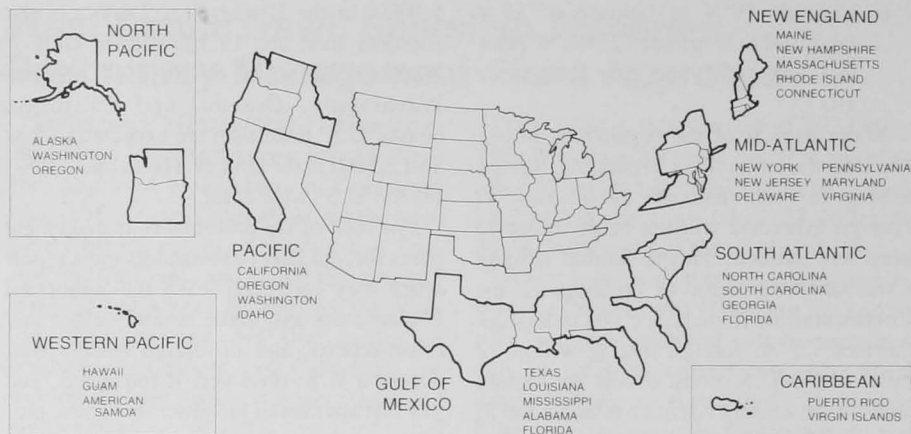 NORTH
PACIFIC
ALASKA
WASHINGTON
OREGON
WESTERN PACIFIC
HAWAII
GUAM
AMERICAN
SAMOA
PACIFIC
CALIFORNIA
OREGON
WASHINGTON
IDAHO
GULF OF
MEXICO
TEXAS
LOUISIANA
MISSISSIPPI
ALABAMA
FLORIDA
NEW ENGLAND
MAINE
NEW HAMPSHIRE
MASSACHUSETTS
RHODE ISLAND
CONNECTICUT
MID-ATLANTIC
NEW YORK PENNSYLVANIA
NEW JERSEY MARYLAND
DELAWARE VIRGINIA
SOUTH ATLANTIC
NORTH CAROLINA
SOUTH CAROLINA
GEORGIA
FLORIDA
CARIBBEAN
PUERTO RICO
VIRGIN ISLANDS